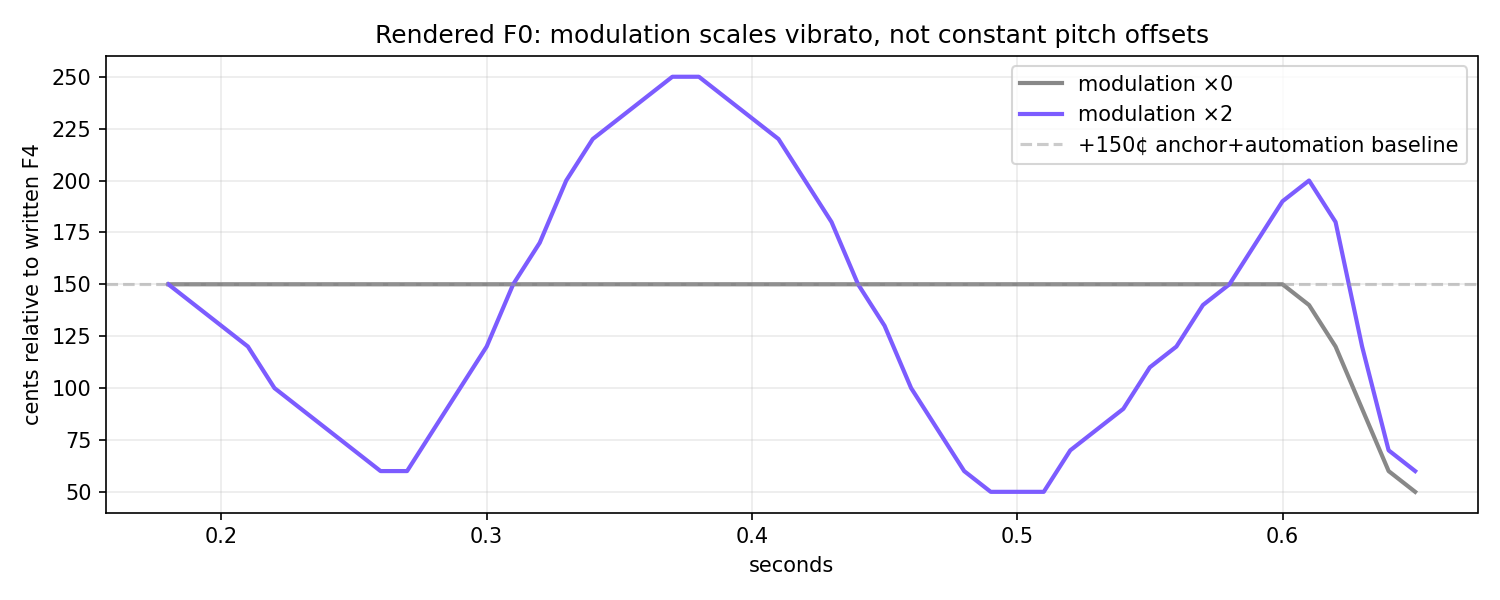 Rendered F0: modulation scales vibrato, not constant pitch offsets
modulation ×0
modulation ×2
+150¢ anchor+automation baseline
cents relative to written F4
250
225
200
175
150
125
100
75
50
0.2 0.3 0.4 0.5 0.6
seconds